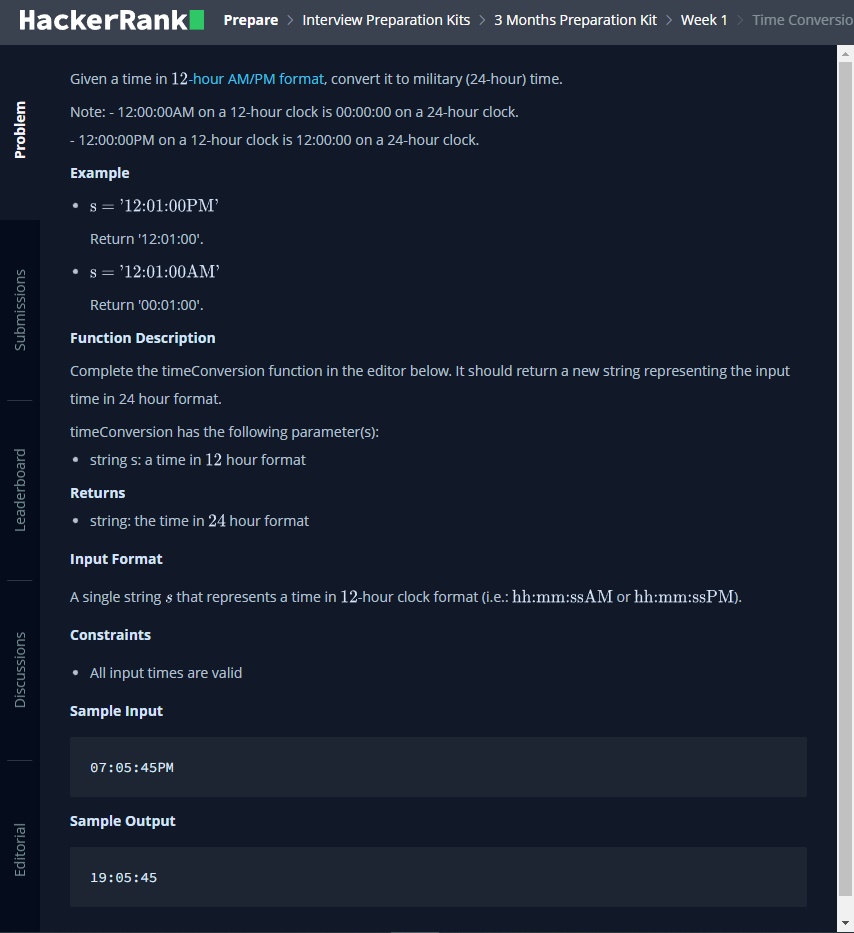 HackerRank Prepare > Interview Preparation Kits > 3 Months Preparation Kit > Week 1 > Time Conversio
Problem
Submissions
Leaderboard
Discussions
Editorial
Given a time in 12-hour AM/PM format, convert it to military (24-hour) time.
Note: - 12:00:00AM on a 12-hour clock is 00:00:00 on a 24-hour clock.
- 12:00:00PM on a 12-hour clock is 12:00:00 on a 24-hour clock.
Example
• s = '12:01:00PM'
Return '12:01:00'.
• s = '12:01:00AM'
Return '00:01:00'.
Function Description
Complete the timeConversion function in the editor below. It should return a new string representing the input
time in 24 hour format.
timeConversion has the following parameter(s):
• string s: a time in 12 hour format
Returns
• string: the time in 24 hour format
Input Format
A single string s that represents a time in 12-hour clock format (i.e.: hh:mm:ssAM or hh:mm:ssPM).
Constraints
• All input times are valid
Sample Input
07:05:45PM
Sample Output
19:05:45